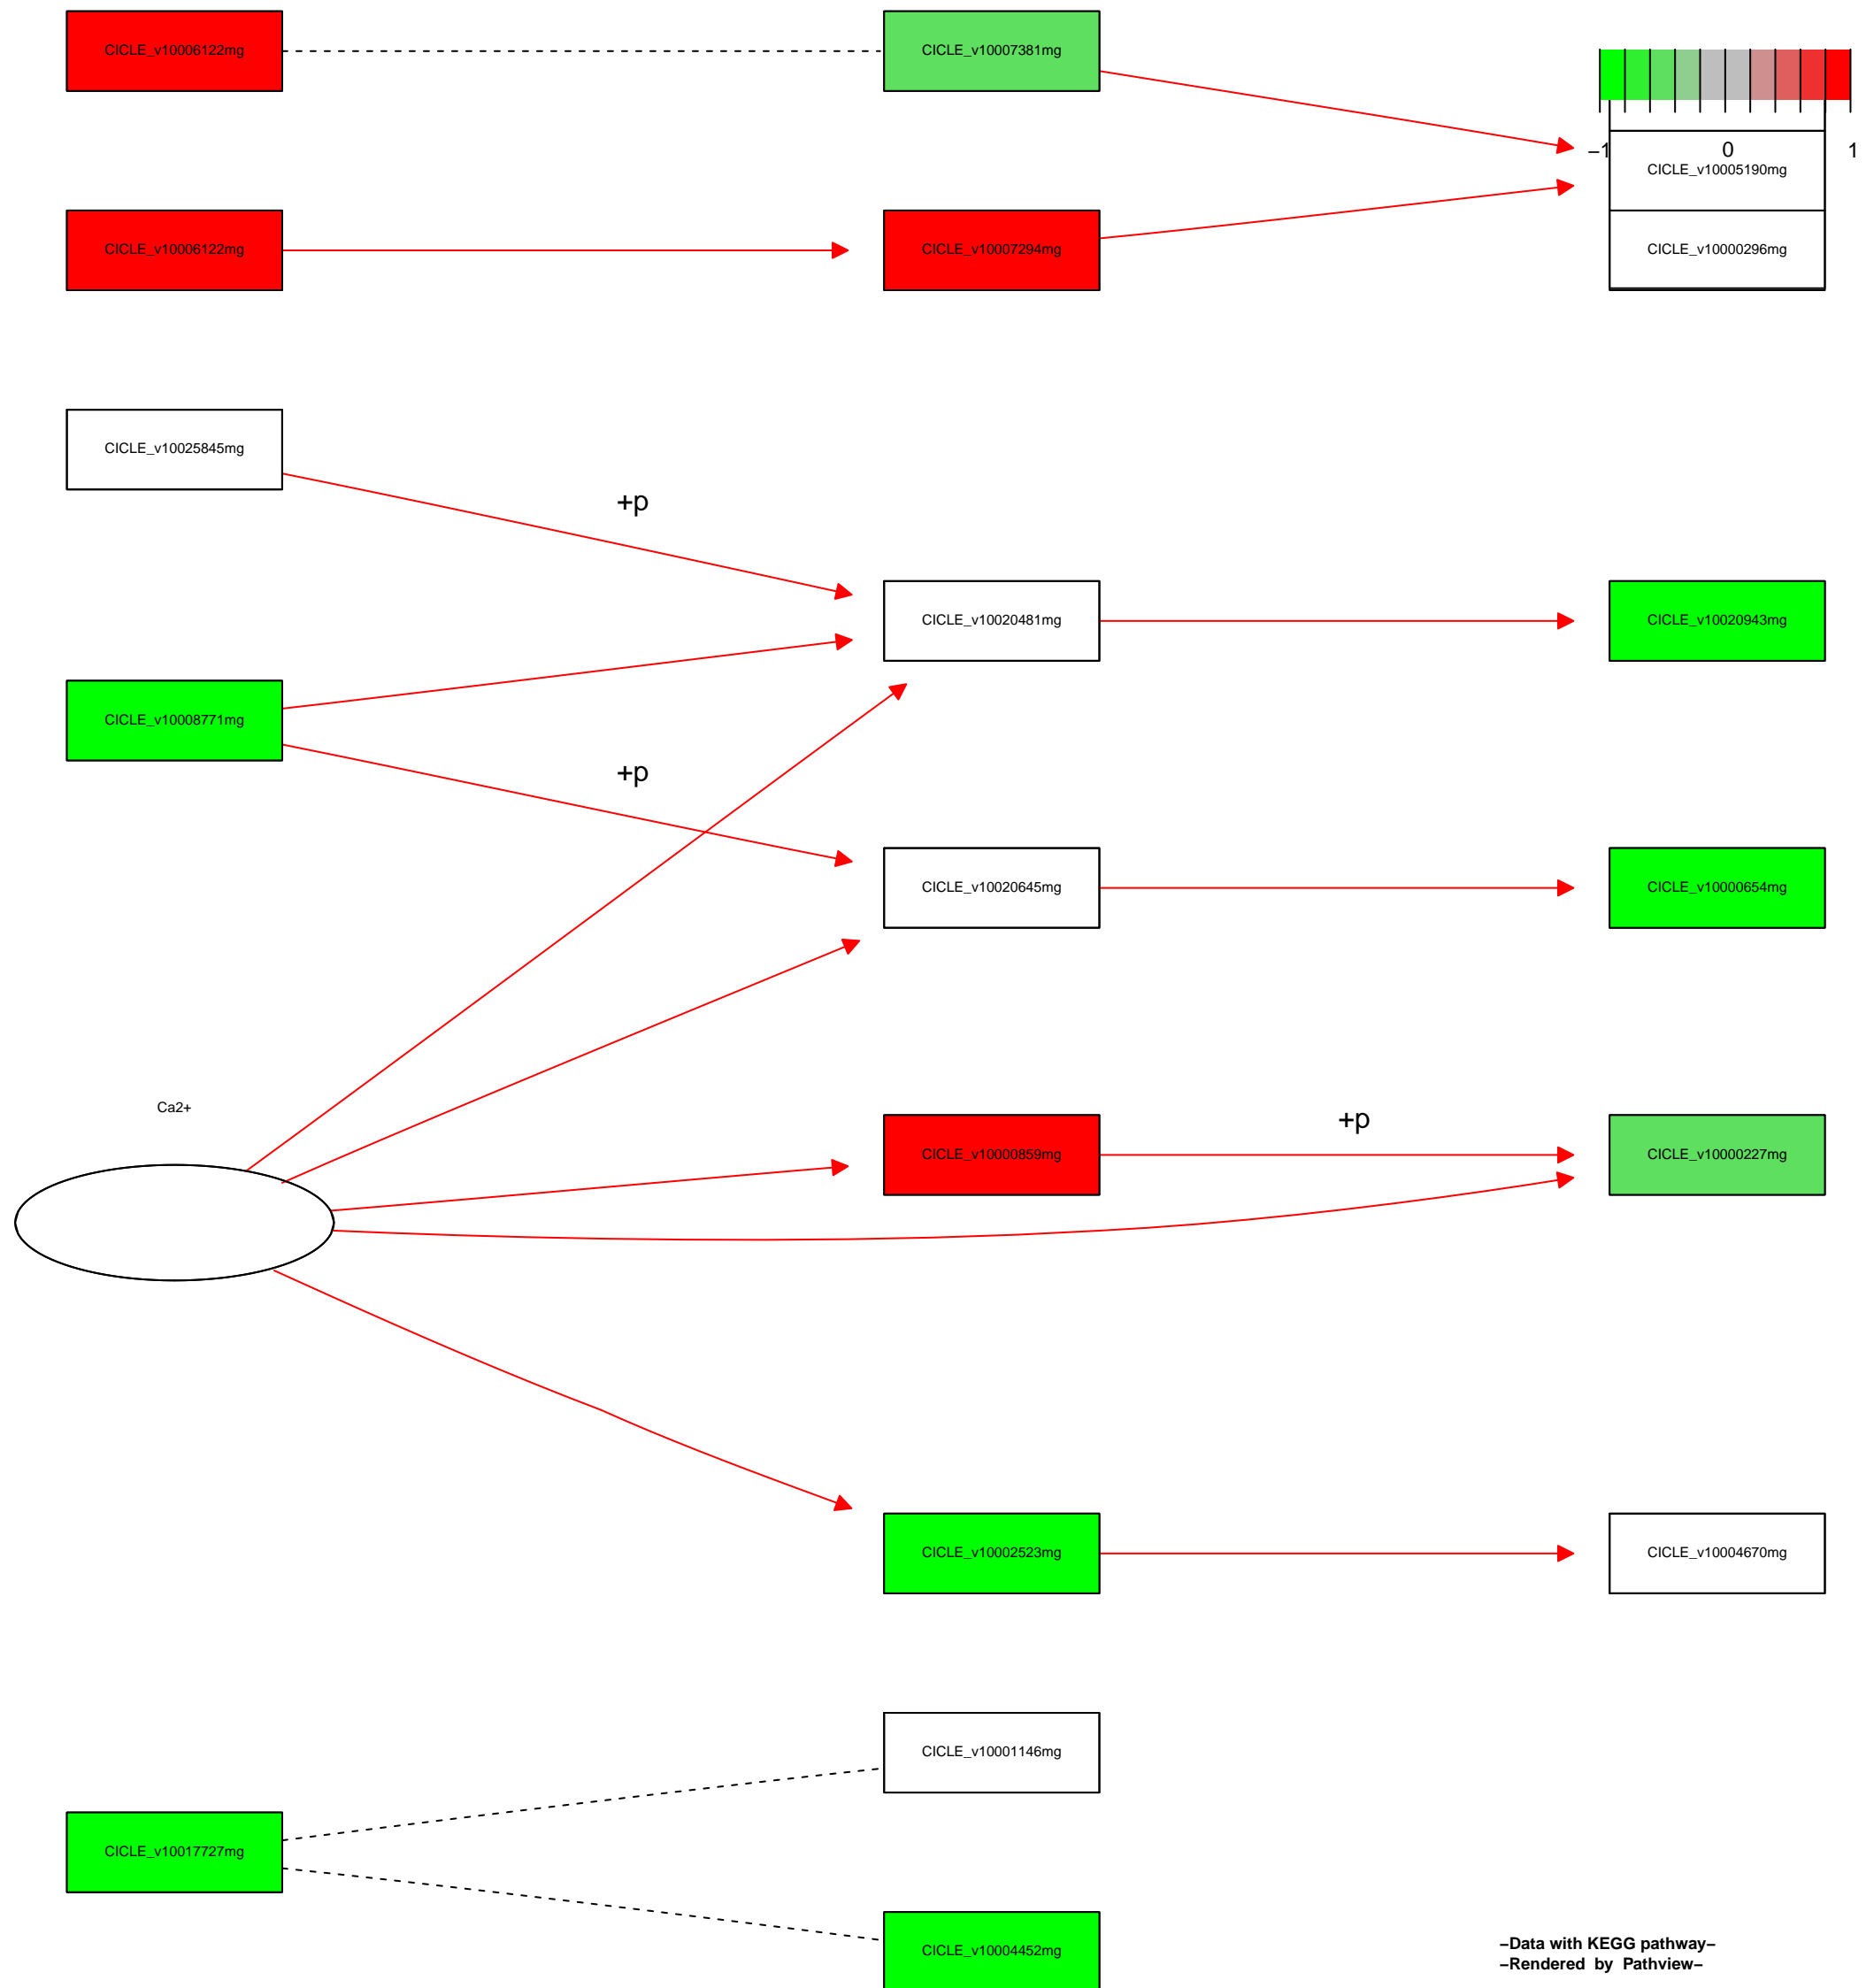 CICLE_v10006122mg
CICLE_v10007381mg
−1
0
1
CICLE_v10005190mg
CICLE_v10006122mg
CICLE_v10007294mg
CICLE_v10000296mg
CICLE_v10025845mg
+p
CICLE_v10020481mg
CICLE_v10020943mg
CICLE_v10008771mg
+p
CICLE_v10020645mg
CICLE_v10000654mg
Ca2+
+p
CICLE_v10000859mg
CICLE_v10000227mg
CICLE_v10002523mg
CICLE_v10004670mg
CICLE_v10001146mg
CICLE_v10017727mg
CICLE_v10004452mg
−Data with KEGG pathway−
−Rendered by Pathview−